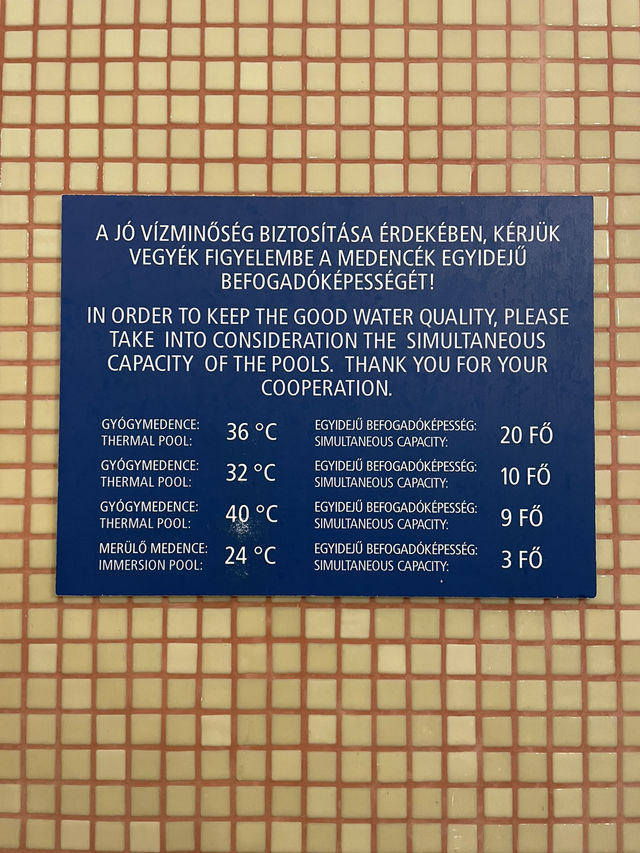 A JÓ VÍZMINŐSÉG BIZTOSÍTÁSA ÉRDEKÉBEN, KÉRJÜK
VEGYÉK FIGYELEMBE A MEDENCÉK EGYIDEJŰ
BEFOGADÓKÉPESSÉGÉT!
IN ORDER TO KEEP THE GOOD WATER QUALITY, PLEASE
TAKE INTO CONSIDERATION THE SIMULTANEOUS
CAPACITY OF THE POOLS. THANK YOU FOR YOUR
COOPERATION.
GYÓGYMEDENCE:
THERMAL POOL:
36 °C
EGYIDEJŰ BEFOGADÓKÉPESSÉG:
SIMULTANEOUS CAPACITY:
20 FŐ
GYÓGYMEDENCE:
THERMAL POOL:
32 °C
EGYIDEJŰ BEFOGADÓKÉPESSÉG:
SIMULTANEOUS CAPACITY:
10 FŐ
GYÓGYMEDENCE:
THERMAL POOL:
40 °C
EGYIDEJŰ BEFOGADÓKÉPESSÉG:
SIMULTANEOUS CAPACITY:
9 FŐ
MERÜLŐ MEDENCE:
IMMERSION POOL:
24 °C
EGYIDEJŰ BEFOGADÓKÉPESSÉG:
SIMULTANEOUS CAPACITY:
3 FŐ